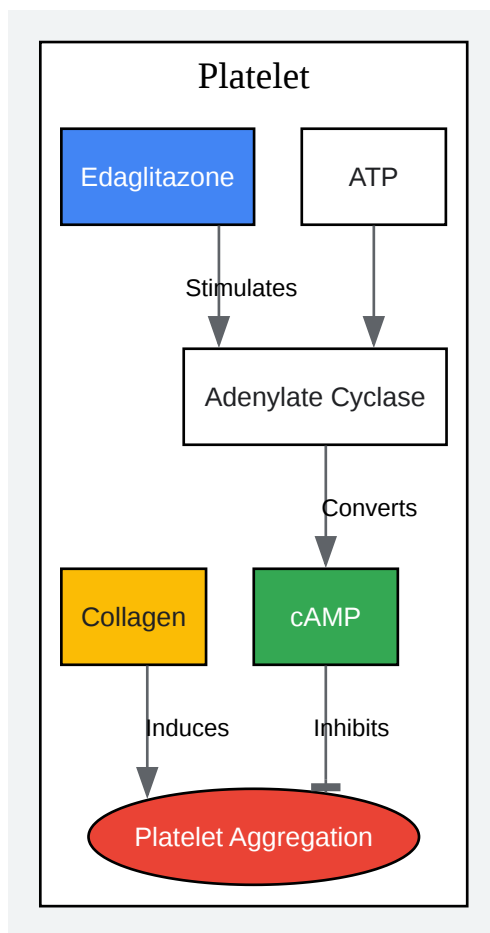 Platelet
Edaglitazone
ATP
Stimulates
Adenylate Cyclase
Converts
Collagen
cAMP
Induces
Inhibits
Platelet Aggregation